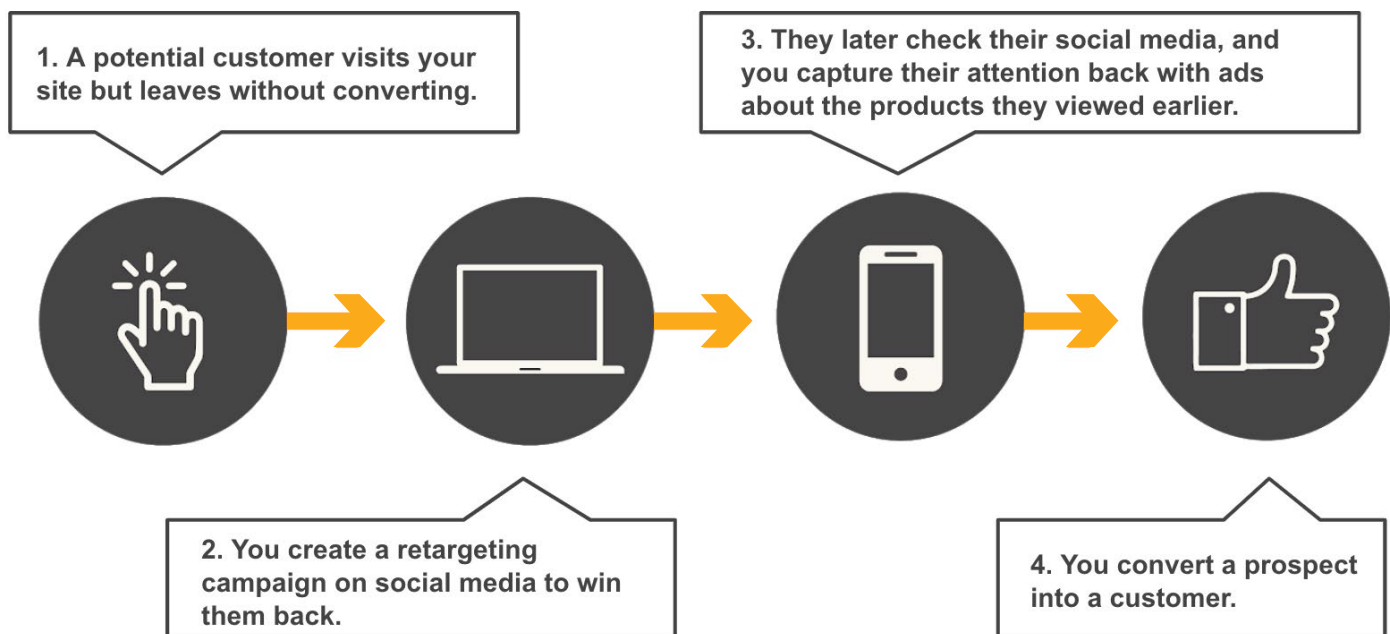 1. A potential customer visits your
site but leaves without converting.
2. You create a retargeting
campaign on social media to win
them back.
3. They later check their social media, and
you capture their attention back with ads
about the products they viewed earlier.
4. You convert a prospect
into a customer.